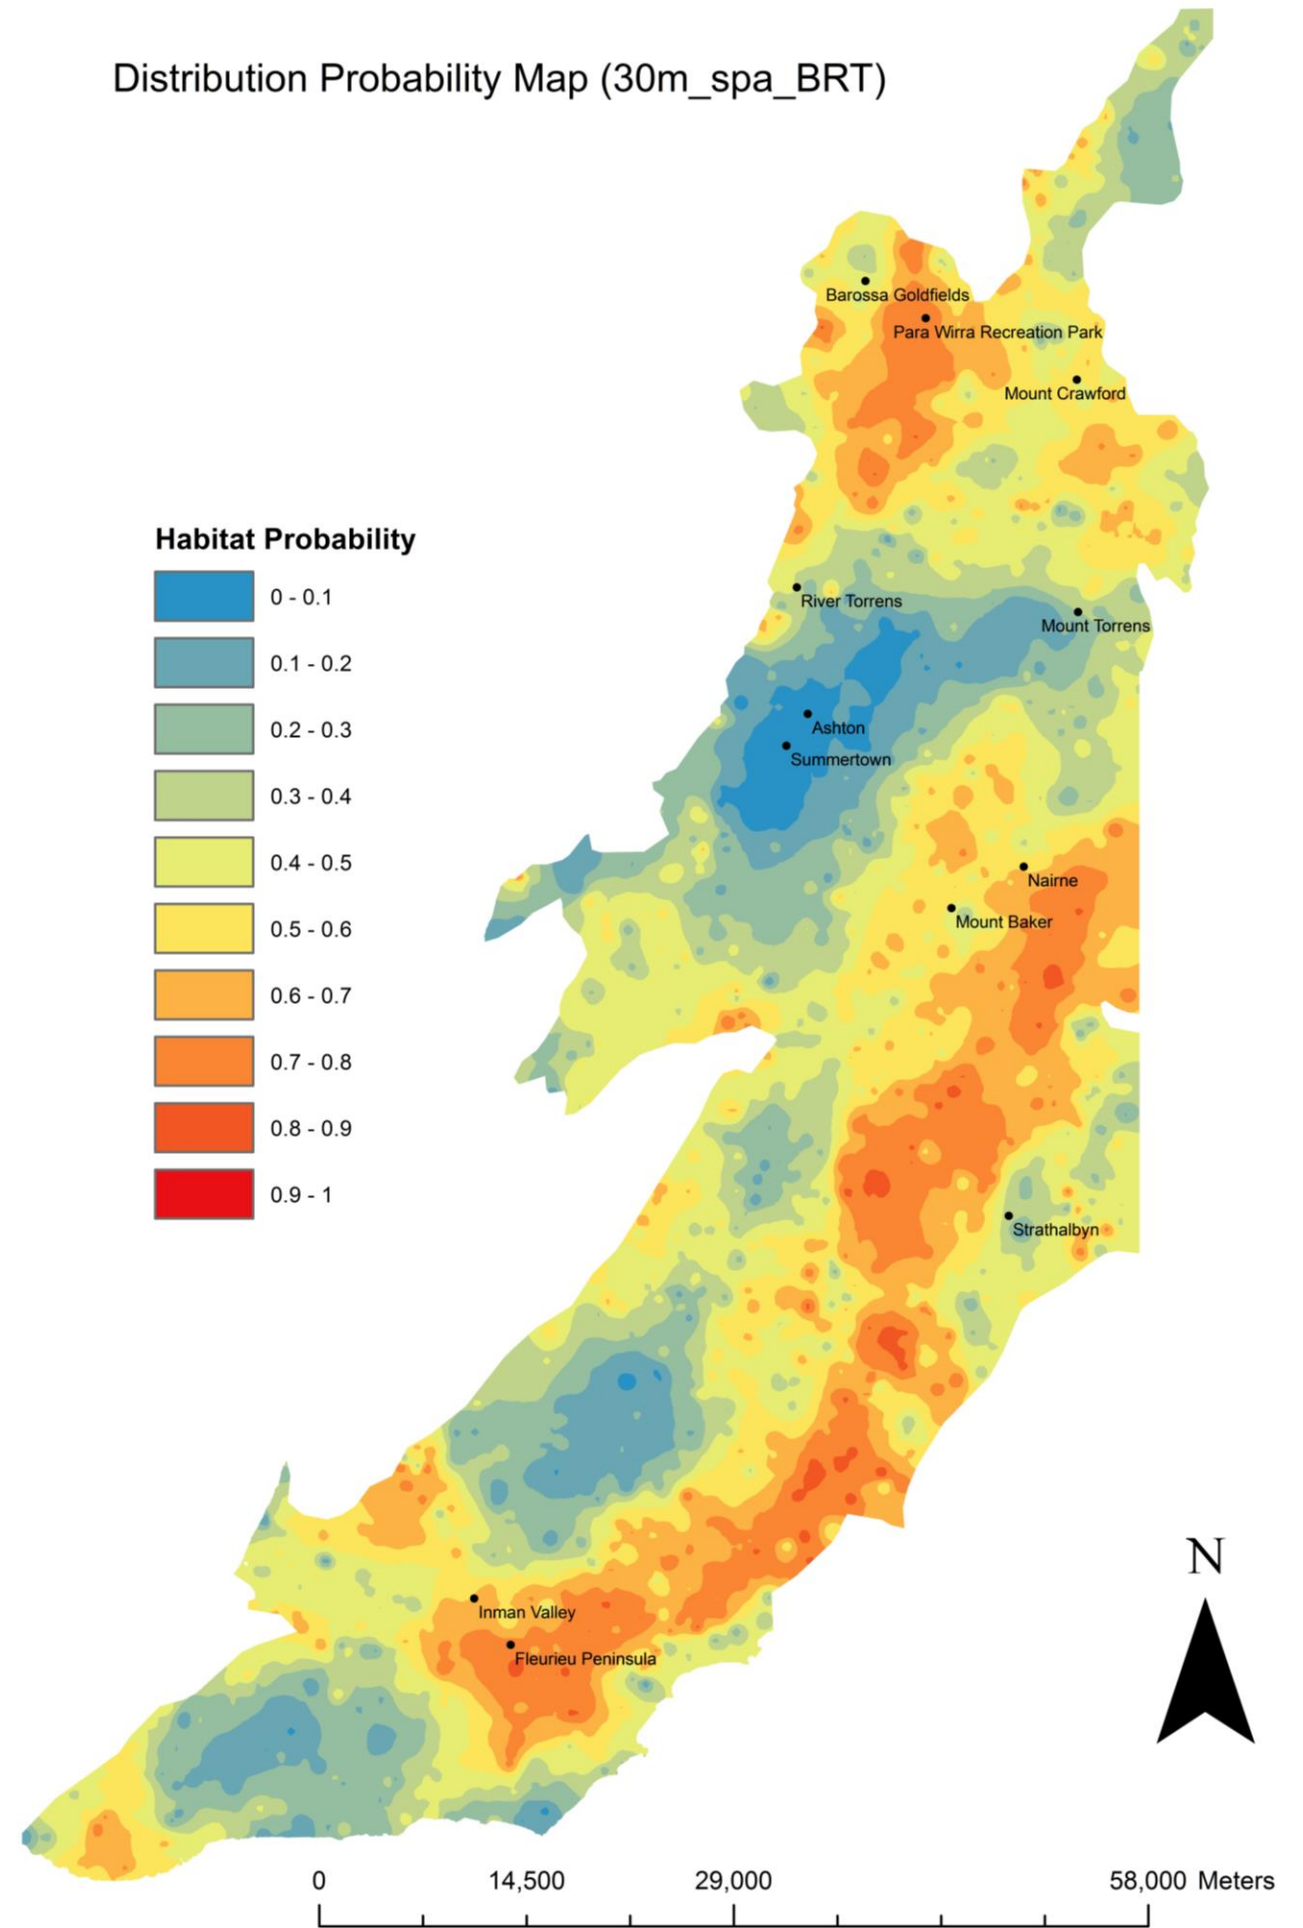 Distribution Probability Map (30m_spa_BRT)
Barossa Goldfields
Para Wirra Recreation Park
Mount Crawford
Habitat Probability
0 - 0.1
0.1 - 0.2
0.2 - 0.3
0.3 - 0.4
0.4 - 0.5
0.5 - 0.6
0.6 - 0.7
0.7 - 0.8
0.8 - 0.9
0.9 - 1
River Torrens
Mount Torrens
Ashton
Summertown
Nairne
Mount Baker
Strathalbyn
Inman Valley
Fleurieu Peninsula
N
0 14,500 29,000 58,000 Meters